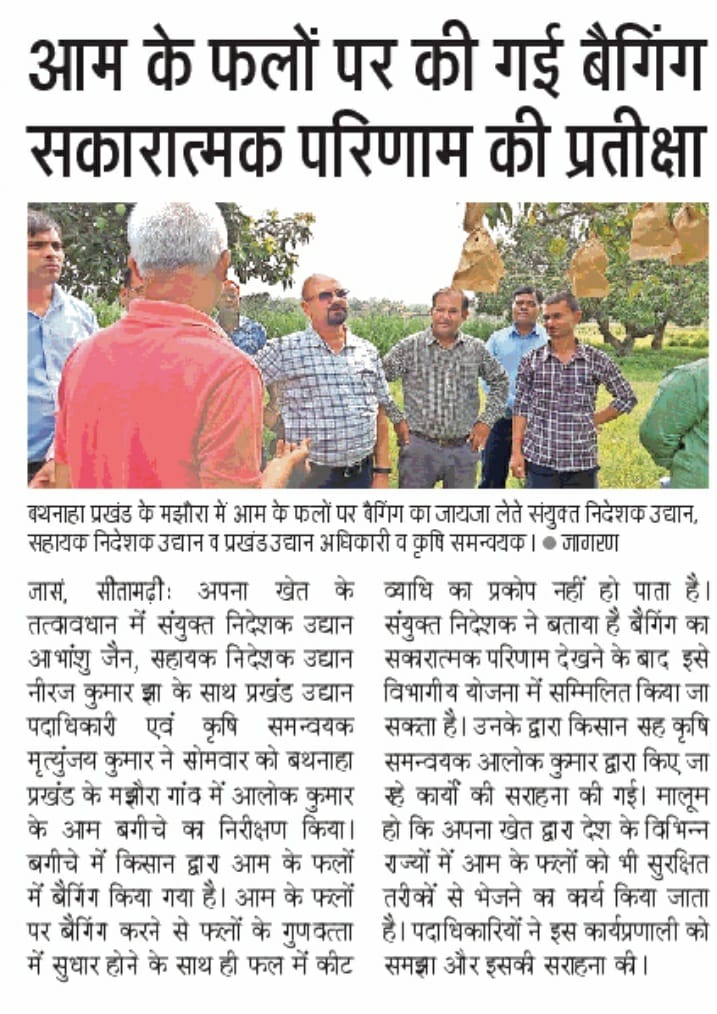 आम के फलों पर की गई बैगिंग
सकारात्मक परिणाम की प्रतीक्षा
बथनाहा प्रखंड के मझौरा में आम के फलों पर बैगिंग का जायजा लेते संयुक्त निदेशक उद्यान,
सहायक निदेशक उद्यान व प्रखंड उद्यान अधिकारी व कृषि समन्वयक। ● जागरण
जासं, सीतामढ़ी: अपना खेत के
तत्वावधान में संयुक्त निदेशक उद्यान
आभांशु जैन, सहायक निदेशक उद्यान
नीरज कुमार झा के साथ प्रखंड उद्यान
पदाधिकारी एवं कृषि समन्वयक
मृत्युंजय कुमार ने सोमवार को बथनाहा
प्रखंड के मझौरा गांव में आलोक कुमार
के आम बगीचे का निरीक्षण किया।
बगीचे में किसान द्वारा आम के फलों
में बैगिंग किया गया है। आम के फलों
पर बैगिंग करने से फलों के गुणवत्ता
में सुधार होने के साथ ही फल में कीट
व्याधि का प्रकोप नहीं हो पाता है।
संयुक्त निदेशक ने बताया है बैगिंग का
सकारात्मक परिणाम देखने के बाद इसे
विभागीय योजना में सम्मिलित किया जा
सकता है। उनके द्वारा किसान सह कृषि
समन्वयक आलोक कुमार द्वारा किए जा
रहे कार्यों की सराहना की गई। मालूम
हो कि अपना खेत द्वारा देश के विभिन्न
राज्यों में आम के फलों को भी सुरक्षित
तरीकों से भेजने का कार्य किया जाता
है। पदाधिकारियों ने इस कार्यप्रणाली को
समझा और इसकी सराहना की।